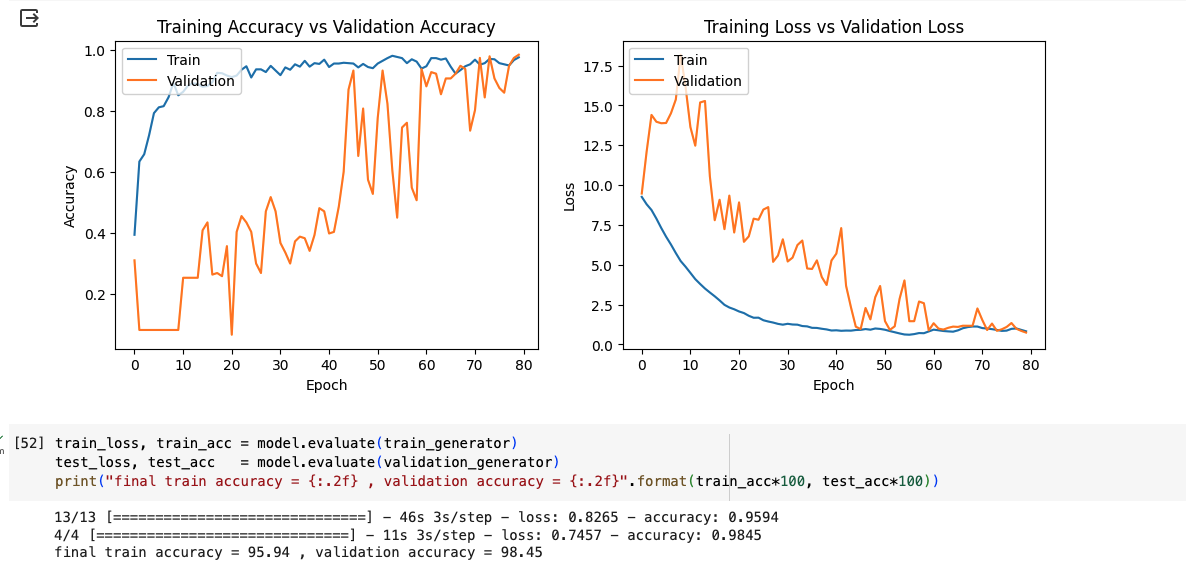 Training Accuracy vs Validation Accuracy
Training Loss vs Validation Loss
Train
Validation
1.0
0.8
0.6
0.4
0.2
Accuracy
0 10 20 30 40 50 60 70 80
Epoch
Train
Validation
17.5
15.0
12.5
10.0
7.5
5.0
2.5
0.0
Loss
0 10 20 30 40 50 60 70 80
Epoch
[52] train_loss, train_acc = model.evaluate(train_generator)
test_loss, test_acc   = model.evaluate(validation_generator)
print("final train accuracy = {:.2f} , validation accuracy = {:.2f}".format(train_acc*100, test_acc*100))
13/13 [==============================] - 46s 3s/step - loss: 0.8265 - accuracy: 0.9594
4/4 [==============================] - 11s 3s/step - loss: 0.7457 - accuracy: 0.9845
final train accuracy = 95.94 , validation accuracy = 98.45